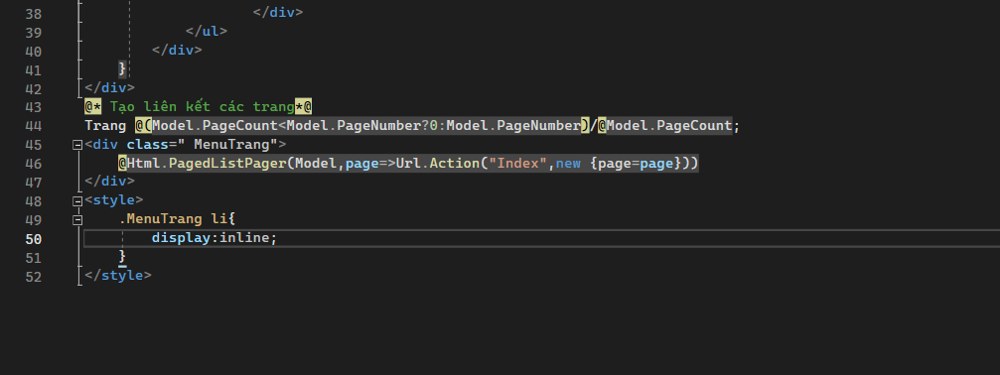 38 </div>
39 </ul>
40 </div>
41 }
42 </div>
43 @* Tạo liên kết các trang*@
44 Trang @(Model.PageCount<Model.PageNumber?0:Model.PageNumber)/@Model.PageCount;
45 <div class=" MenuTrang">
46 @Html.PagedListPager(Model,page=>Url.Action("Index",new {page=page}))
47 </div>
48 <style>
49 .MenuTrang li{
50 display:inline;
51 }
52 </style>